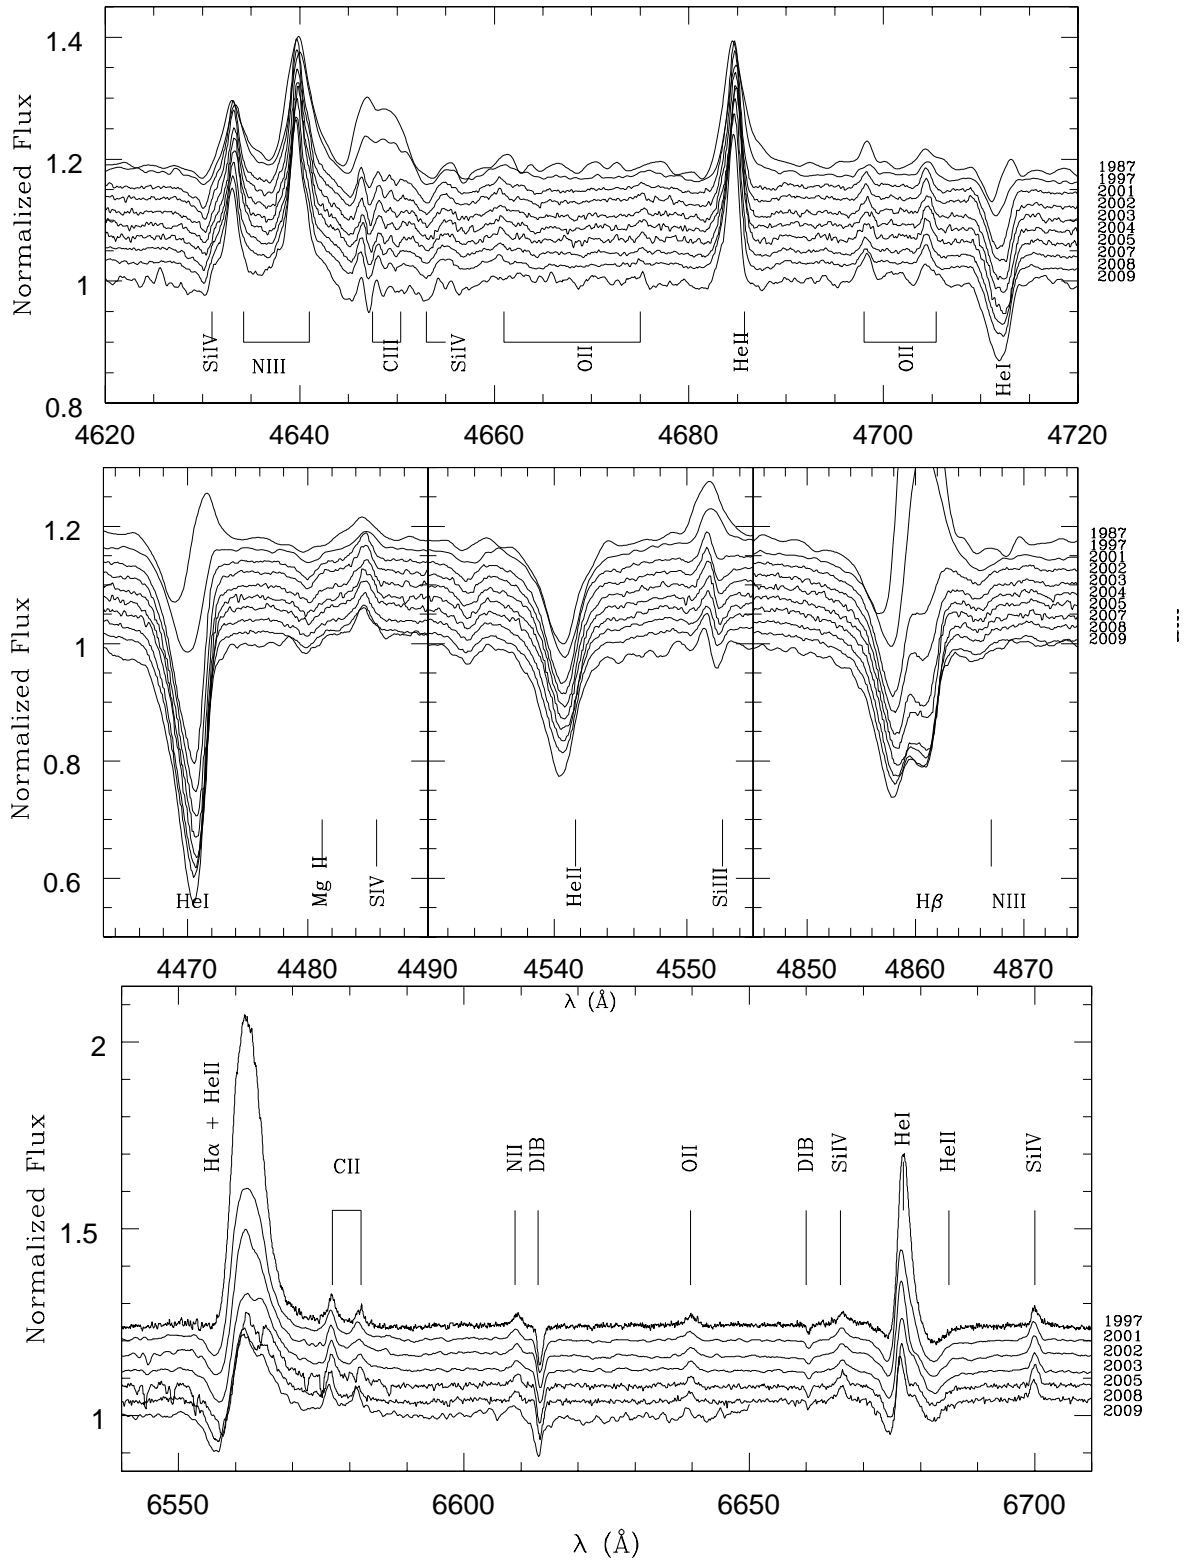 1.4
1.2
1
0.8
Normalized Flux
1987
1997
2001
2002
2003
2004
2005
2007
2008
2009
SiIV
NIII
CIII
SiIV
OII
HeII
OII
HeI
4620
4640
4660
4680
4700
4720
1.2
1
0.8
0.6
Normalized Flux
1987
1997
2001
2002
2003
2004
2005
2007
2008
2009
HeI
Mg II
SIV
HeII
SiIII
Hβ
NIII
4470
4480
4490
4540
4550
4850
4860
4870
λ (Å)
2
1.5
1
Normalized Flux
Hα + HeII
CII
NII
DIB
OII
DIB
SiIV
HeI
HeII
SiIV
1997
2001
2002
2003
2005
2008
2009
6550
6600
6650
6700
λ (Å)